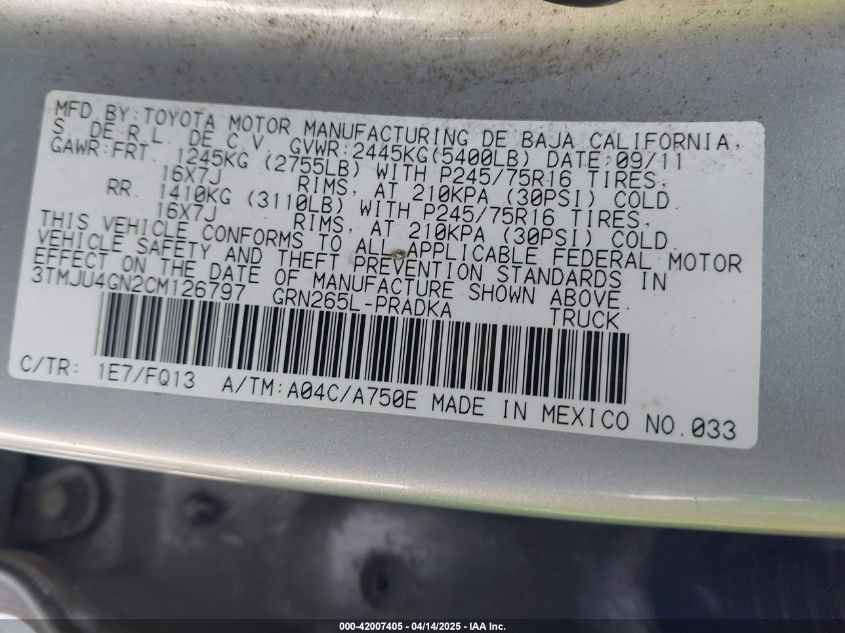 MFD BY:TOYOTA MOTOR MANUFACTURING DE BAJA CALIFORNIA,
S. DE R.L. DE C.V. GVWR:2445KG(5400LB) DATE:09/11
GAWR:FRT. 1245KG (2755LB) WITH P245/75R16 TIRES,
16X7J RIMS, AT 210KPA (30PSI) COLD.
RR. 1410KG (3110LB) WITH P245/75R16 TIRES,
16X7J RIMS, AT 210KPA (30PSI) COLD.
THIS VEHICLE CONFORMS TO ALL APPLICABLE FEDERAL MOTOR
VEHICLE SAFETY AND THEFT PREVENTION STANDARDS IN
EFFECT ON THE DATE OF MANUFACTURE SHOWN ABOVE.
3TMJU4GN2CM126797 GRN265L-PRADKA TRUCK
C/TR: 1E7/FQ13 A/TM:A04C/A750E MADE IN MEXICO NO.033
000-42007405 - 04/14/2025 - IAA Inc.